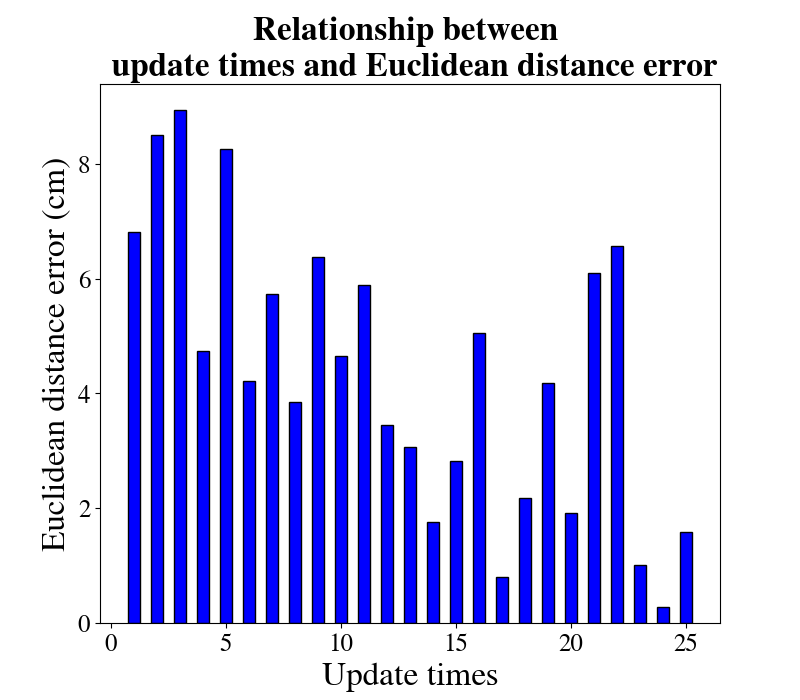 Relationship between
update times and Euclidean distance error
Euclidean distance error (cm)
8
6
4
2
0
0 5 10 15 20 25
Update times